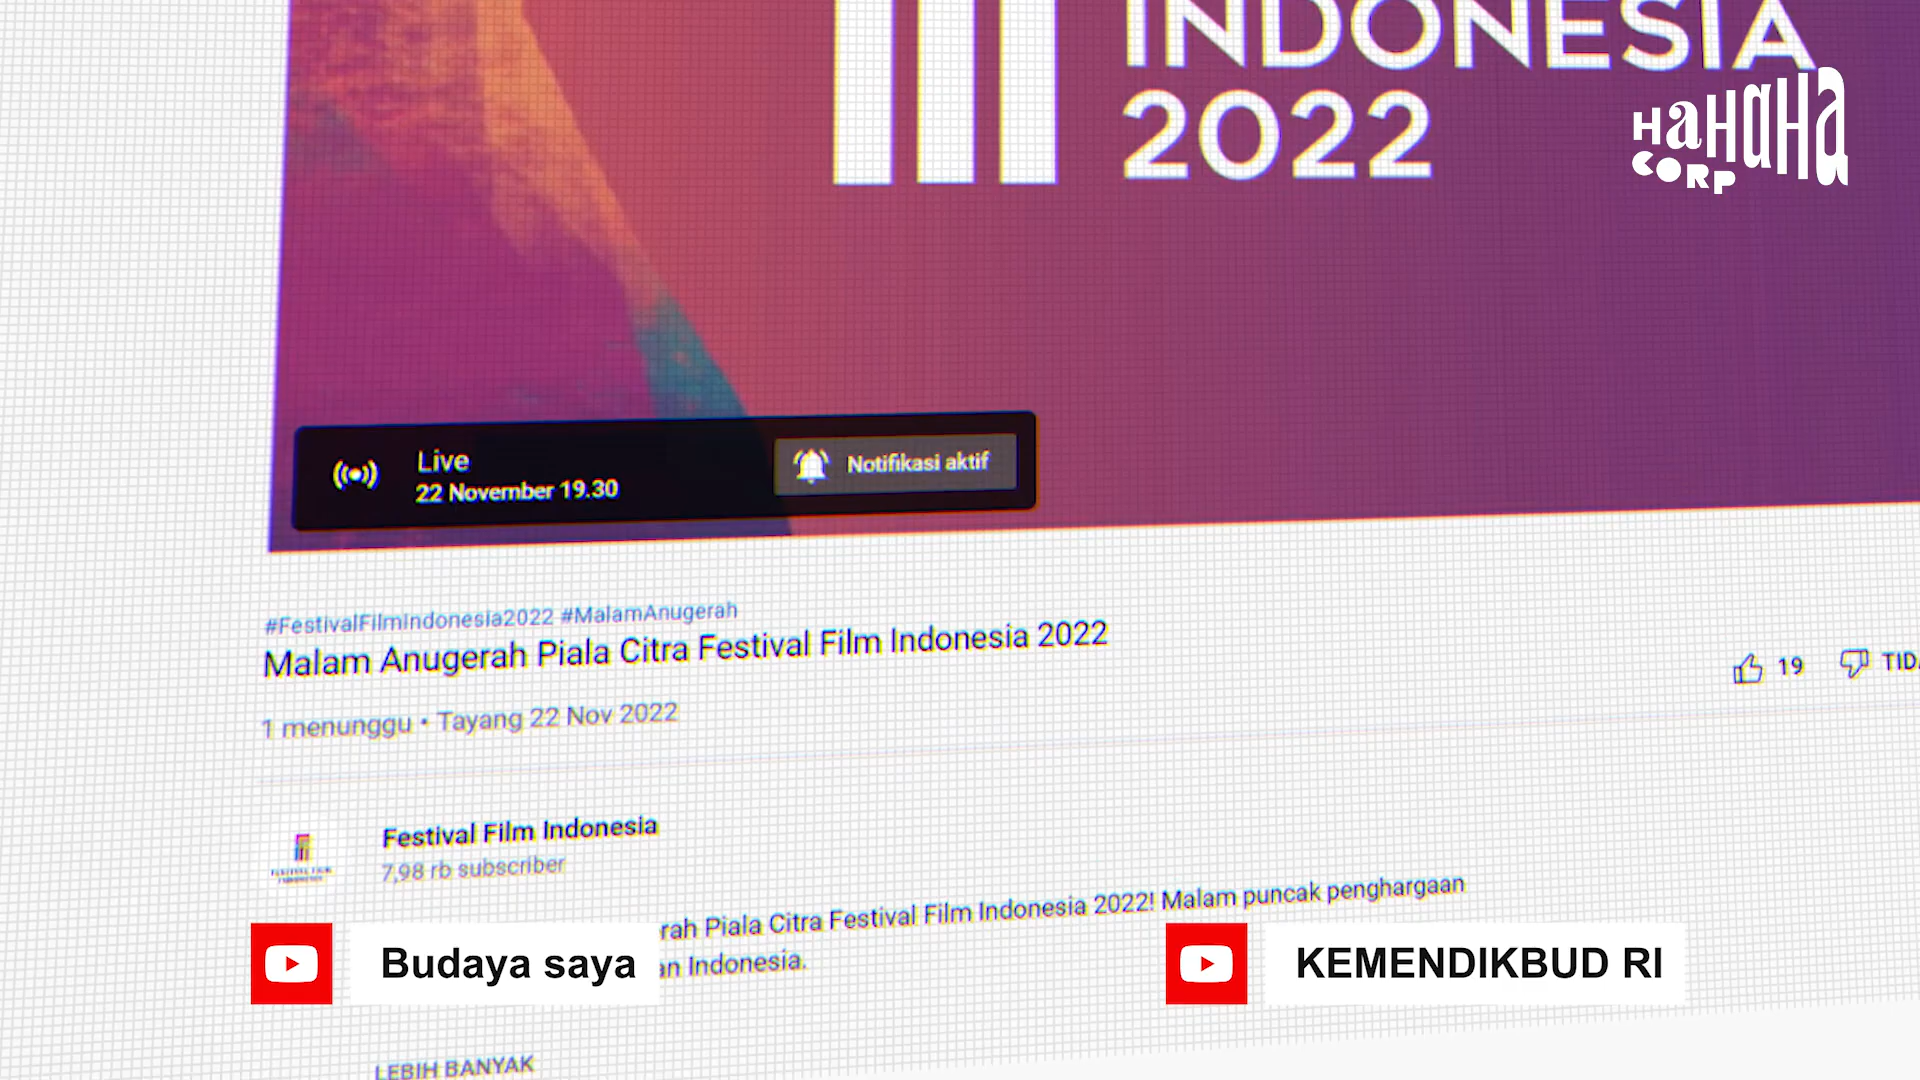 INDONESIA
2022
HaHaHa
CORP
Live
22 November 19.30
Notifikasi aktif
#FestivalFilmIndonesia2022 #MalamAnugerah
Malam Anugerah Piala Citra Festival Film Indonesia 2022
19
TIDA
1 menunggu • Tayang 22 Nov 2022
Festival Film Indonesia
7,98 rb subscriber
rah Piala Citra Festival Film Indonesia 2022! Malam puncak penghargaan
an Indonesia.
Budaya saya
KEMENDIKBUD RI
LEBIH BANYAK